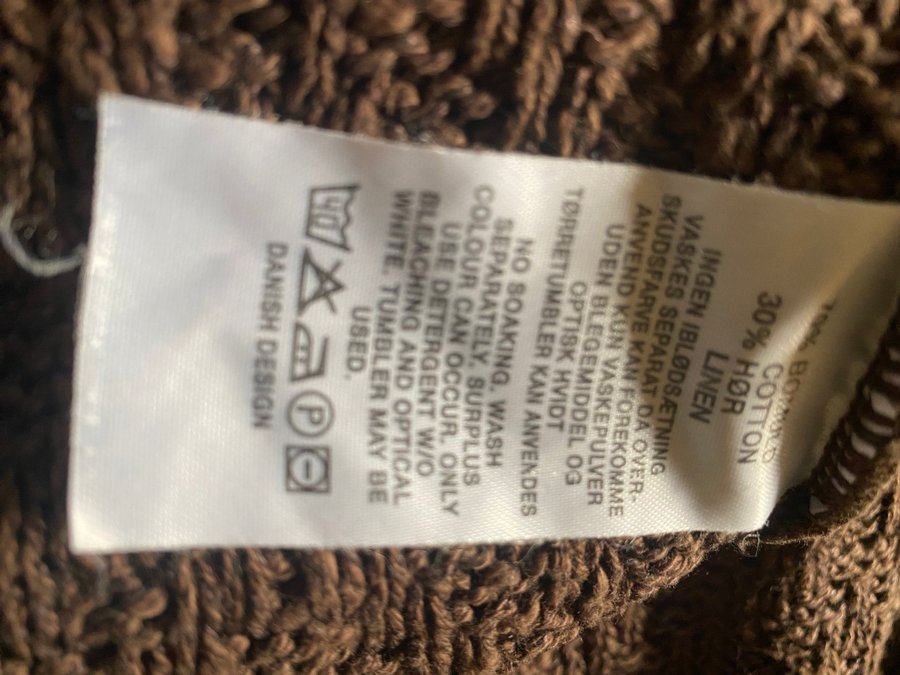 COTTON
30% HØR
LINEN
INGEN IBLØDSÆTNING
VASKES SEPARAT DA OVER-
SKUDSFARVE KAN FOREKOMME
ANVEND KUN VASKEPULVER
UDEN BLEGEMIDDEL OG
OPTISK HVIDT
TØRRETUMBLER KAN ANVENDES
NO SOAKING. WASH
SEPARATELY. SURPLUS
COLOUR CAN OCCUR. ONLY
USE DETERGENT W/O
BLEACHING AND OPTICAL
WHITE. TUMBLER MAY BE
USED.
40 P
DANISH DESIGN